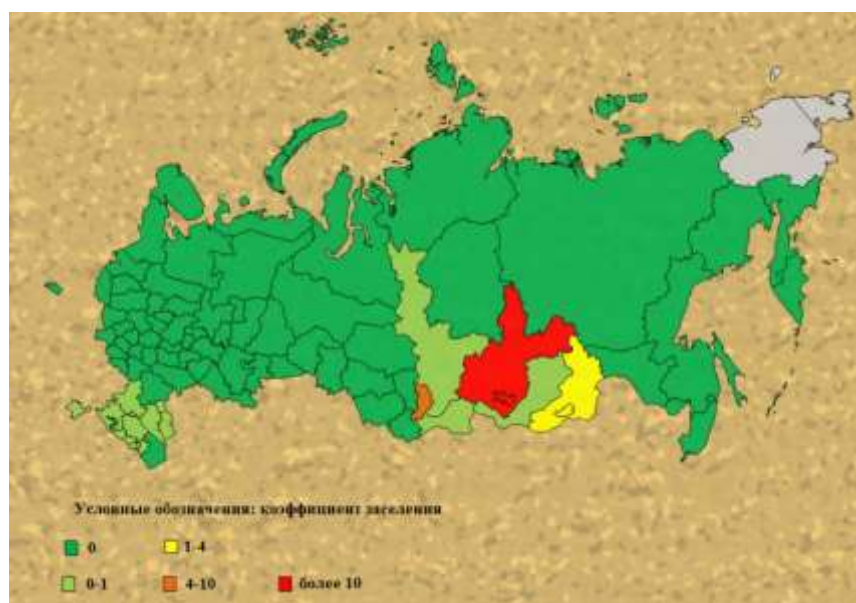 Условные обозначения: коэффициент заселения
0 1-4
0-1 4-10 более 10